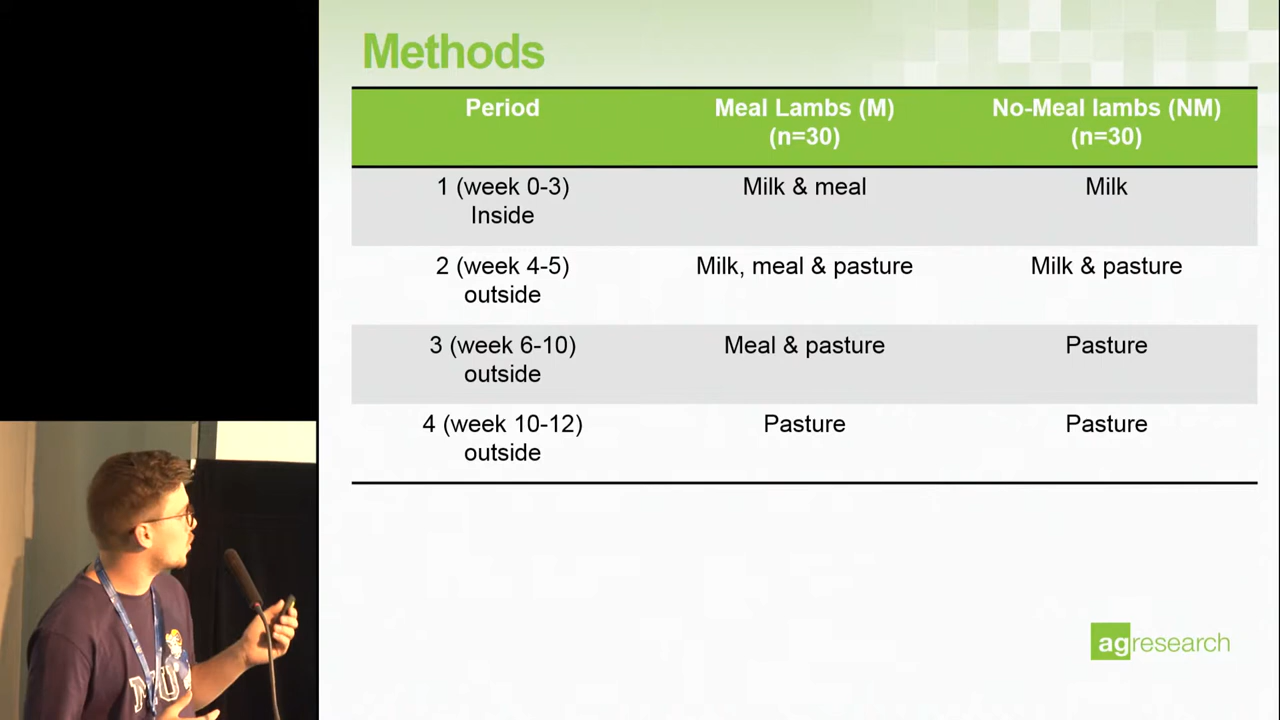 Methods
Period Meal Lambs (M) No-Meal lambs (NM)
(n=30) (n=30)
1 (week 0-3) Milk & meal Milk
Inside
2 (week 4-5) Milk, meal & pasture Milk & pasture
outside
3 (week 6-10) Meal & pasture Pasture
outside
4 (week 10-12) Pasture Pasture
outside
agresearch